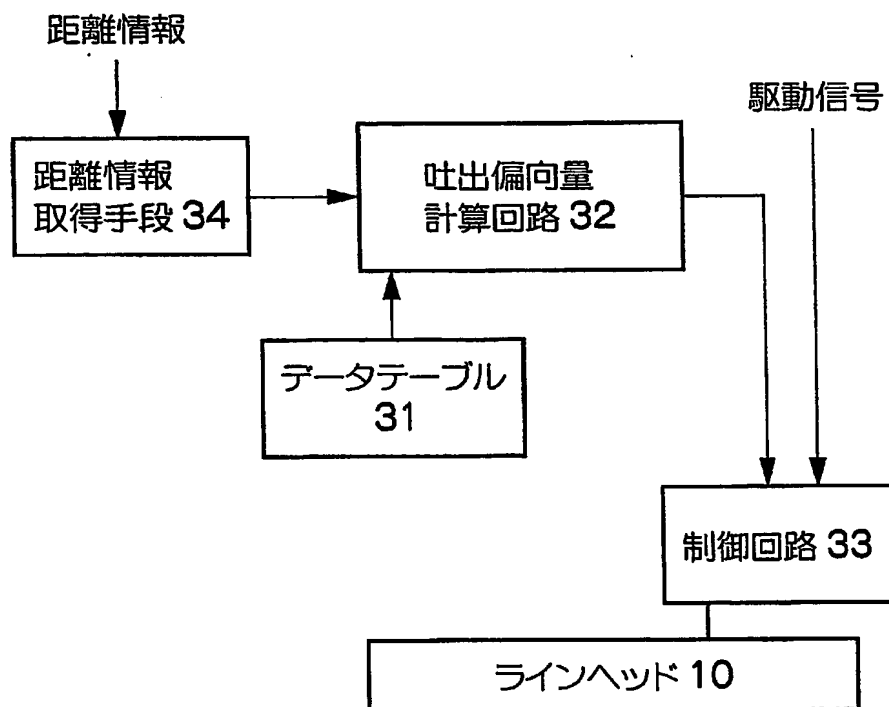 距離情報
駆動信号
距離情報
取得手段 34
吐出偏向量
計算回路 32
データテーブル
31
制御回路 33
ラインヘッド 10